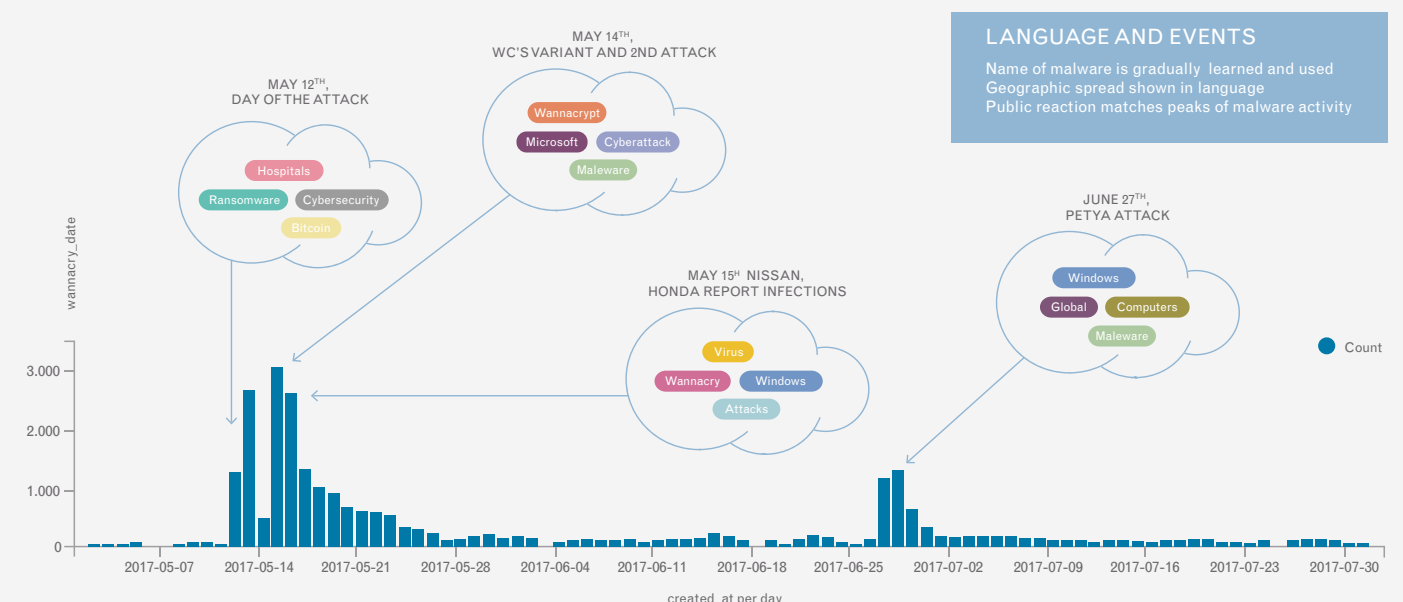 LANGUAGE AND EVENTS
Name of malware is gradually learned and used
Geographic spread shown in language
Public reaction matches peaks of malware activity
MAY 12TH,
DAY OF THE ATTACK
Hospitals
Ransomware
Cybersecurity
Bitcoin
MAY 14TH,
WC'S VARIANT AND 2ND ATTACK
Wannacrypt
Microsoft
Cyberattack
Maleware
MAY 15H NISSAN,
HONDA REPORT INFECTIONS
Virus
Wannacry
Windows
Attacks
JUNE 27TH,
PETYA ATTACK
Windows
Global
Computers
Maleware
Count
wannacry_date
3.000
2.000
1.000
0
2017-05-07
2017-05-14
2017-05-21
2017-05-28
2017-06-04
2017-06-11
2017-06-18
2017-06-25
2017-07-02
2017-07-09
2017-07-16
2017-07-23
2017-07-30
created_at per day